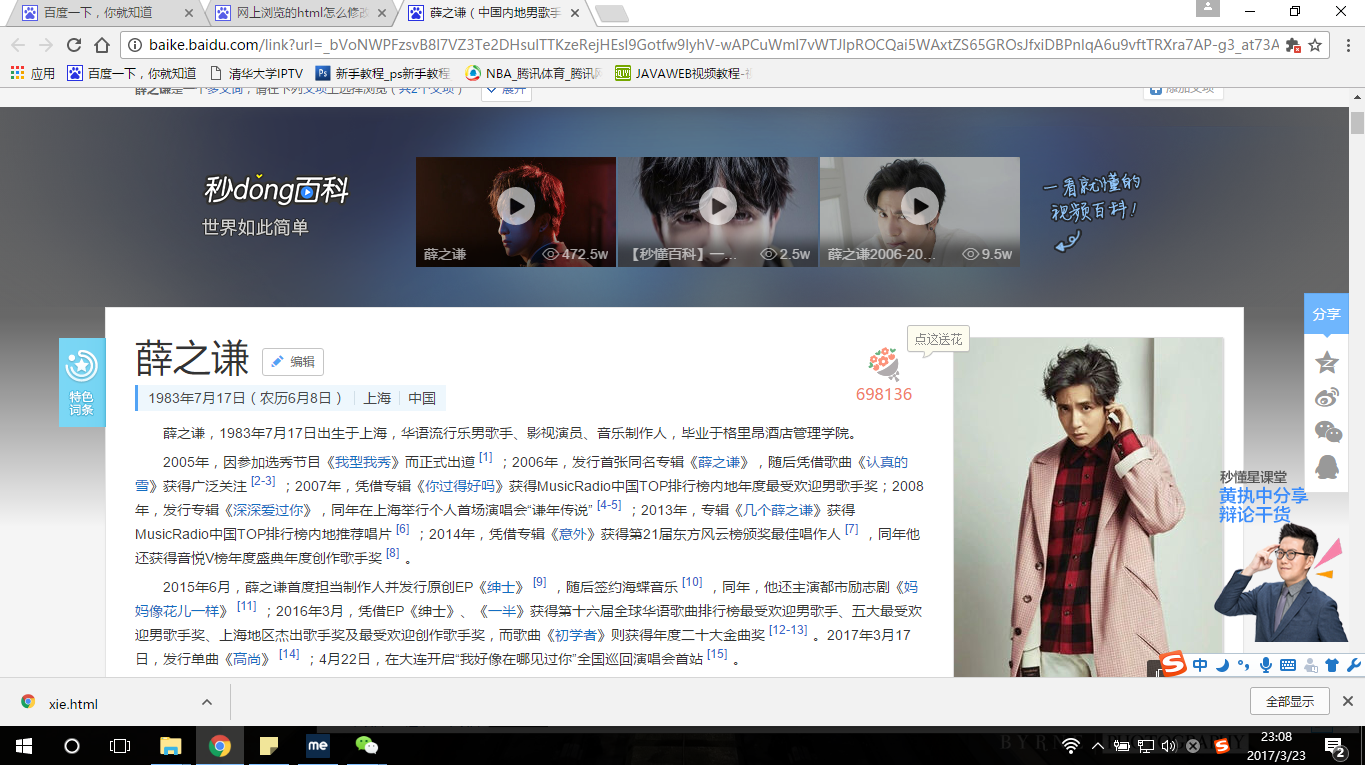 百度一下，你就知道
网上浏览的html怎么修改
薛之谦（中国内地男歌手
baike.baidu.com/link?url=
应用
百度一下，你就知道
清华大学IPTV
新手教程_ps新手教程
NBA_腾讯体育_腾讯
JAVAWEB视频教程-
薛之谦是一个多义词，请在下列义项上选择浏览（共2个义项）
展开
添加义项
秒dǒng百科
世界如此简单
薛之谦 472.5w
【秒懂百科】一... 2.5w
薛之谦2006-20... 9.5w
一看就懂的
视频百科！
分享
特色
词条
薛之谦
编辑
点这送花
698136
1983年7月17日（农历6月8日） 上海 中国
薛之谦，1983年7月17日出生于上海，华语流行乐男歌手、影视演员、音乐制作人，毕业于格里昂酒店管理学院。
2005年，因参加选秀节目《我型我秀》而正式出道 [1] ；2006年，发行首张同名专辑《薛之谦》，随后凭借歌曲《认真的
雪》获得广泛关注 [2-3] ；2007年，凭借专辑《你过得好吗》获得MusicRadio中国TOP排行榜内地年度最受欢迎男歌手奖；2008
年，发行专辑《深深爱过你》，同年在上海举行个人首场演唱会“谦年传说” [4-5] ；2013年，专辑《几个薛之谦》获得
MusicRadio中国TOP排行榜内地推荐唱片 [6] ；2014年，凭借专辑《意外》获得第21届东方风云榜颁奖最佳唱作人 [7] ，同年他
还获得音悦V榜年度盛典年度创作歌手奖 [8] 。
2015年6月，薛之谦首度担当制作人并发行原创EP《绅士》 [9] ，随后签约海蝶音乐 [10] ，同年，他还主演都市励志剧《妈
妈像花儿一样》 [11] ；2016年3月，凭借EP《绅士》、《一半》获得第十六届全球华语歌曲排行榜最受欢迎男歌手、五大最受欢
迎男歌手奖、上海地区杰出歌手奖及最受欢迎创作歌手奖，而歌曲《初学者》则获得年度二十大金曲奖 [12-13] 。2017年3月17
日，发行单曲《高尚》 [14] ；4月22日，在大连开启“我好像在哪见过你”全国巡回演唱会首站 [15] 。
秒懂星课堂
黄执中分享
辩论干货
中
xie.html
全部显示
me
PHOTOGRAPHY
23:08
2017/3/23
2